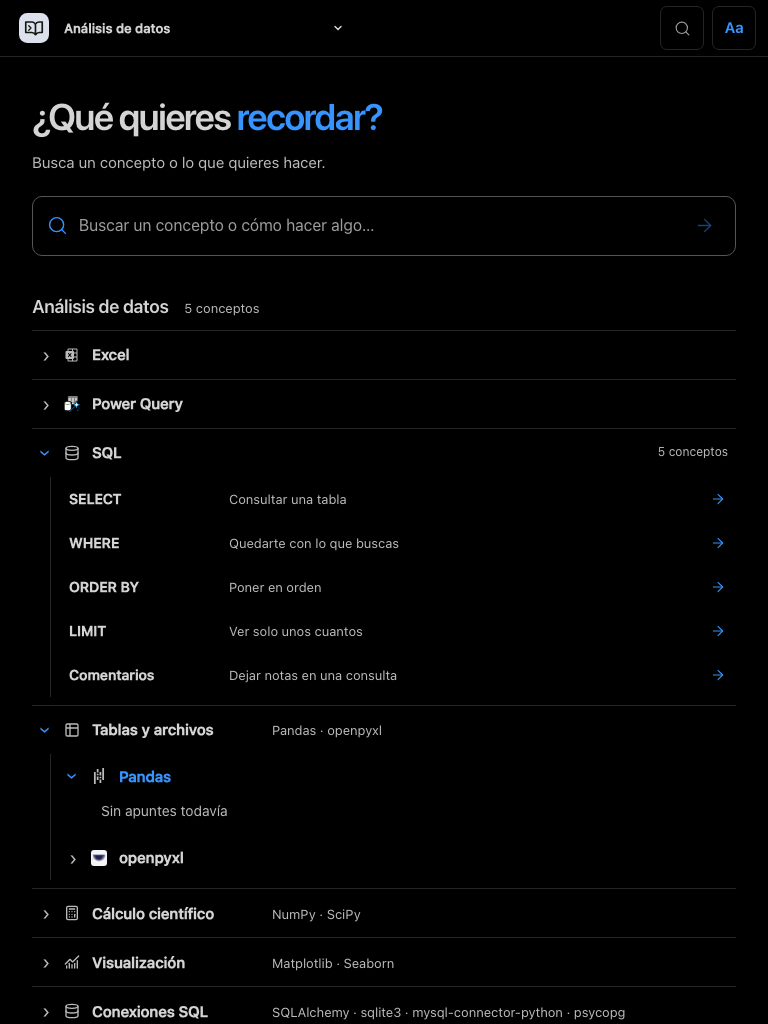 Análisis de datos
Aa
¿Qué quieres recordar?
Busca un concepto o lo que quieres hacer.
Buscar un concepto o cómo hacer algo...
Análisis de datos 5 conceptos
Excel
Power Query
SQL 5 conceptos
SELECT Consultar una tabla
WHERE Quedarte con lo que buscas
ORDER BY Poner en orden
LIMIT Ver solo unos cuantos
Comentarios Dejar notas en una consulta
Tablas y archivos Pandas · openpyxl
Pandas
Sin apuntes todavía
openpyxl
Cálculo científico NumPy · SciPy
Visualización Matplotlib · Seaborn
Conexiones SQL SQLAlchemy · sqlite3 · mysql-connector-python · psycopg